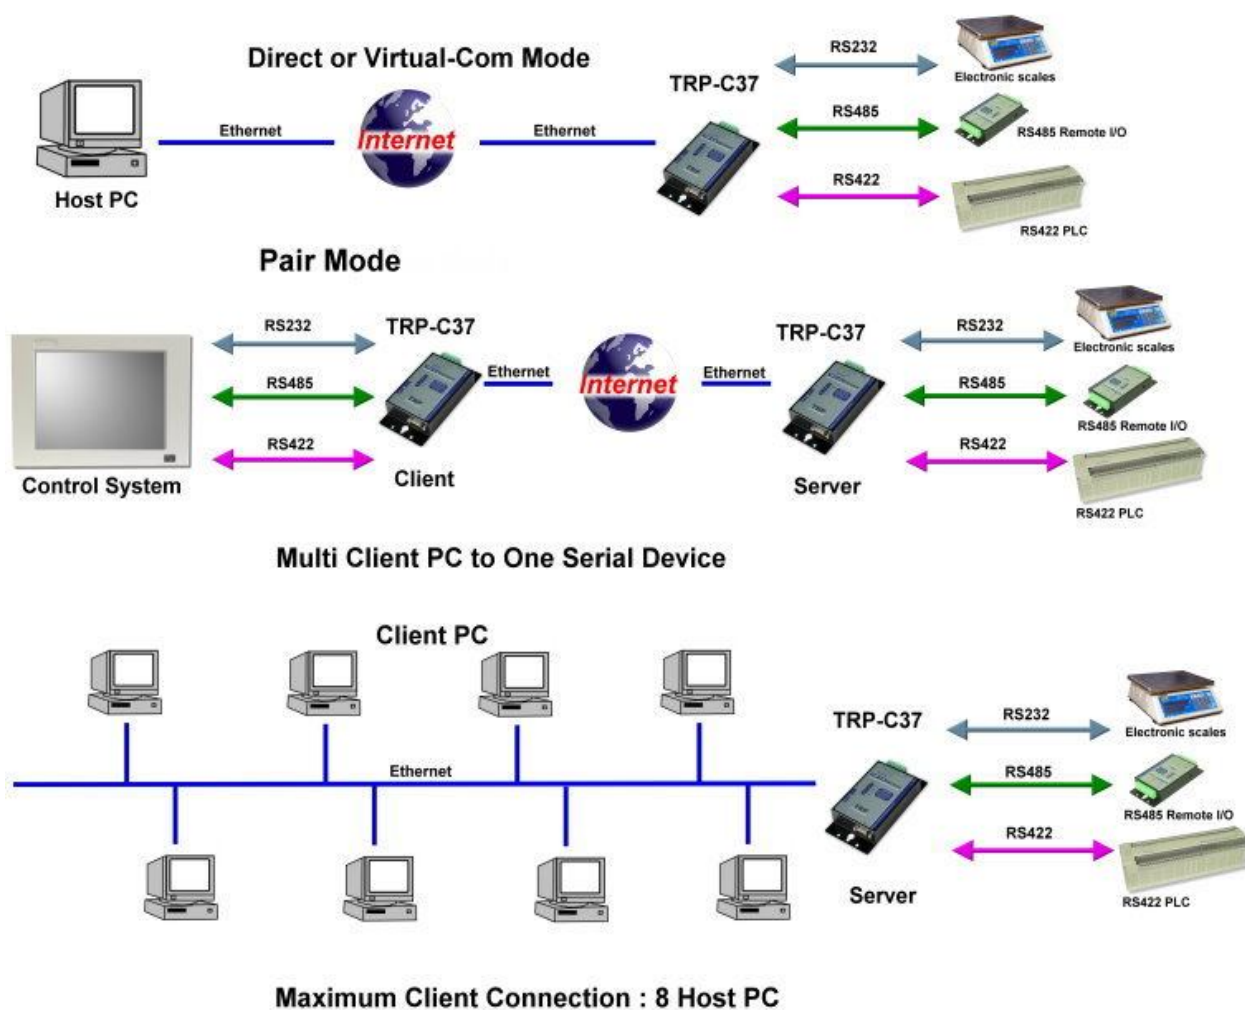 Direct or Virtual-Com Mode
Host PC
Ethernet
Internet
Ethernet
TRP-C37
RS232
Electronic scales
RS485
RS485 Remote I/O
RS422
RS422 PLC
Pair Mode
Control System
RS232
RS485
RS422
TRP-C37
Client
Ethernet
Internet
Ethernet
TRP-C37
Server
RS232
Electronic scales
RS485
RS485 Remote I/O
RS422
RS422 PLC
Multi Client PC to One Serial Device
Client PC
Ethernet
TRP-C37
Server
RS232
Electronic scales
RS485
RS485 Remote I/O
RS422
RS422 PLC
Maximum Client Connection : 8 Host PC